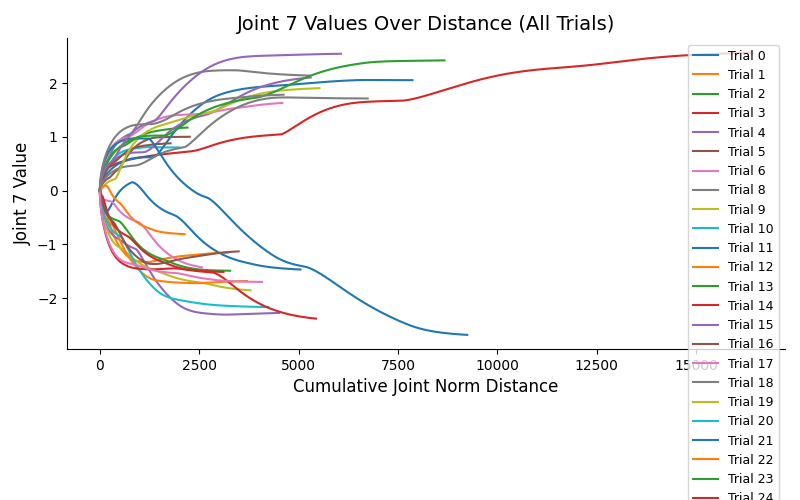 Joint 7 Values Over Distance (All Trials)
Joint 7 Value
2
1
0
−1
−2
0
2500
5000
7500
10000
12500
15000
Cumulative Joint Norm Distance
Trial 0
Trial 1
Trial 2
Trial 3
Trial 4
Trial 5
Trial 6
Trial 8
Trial 9
Trial 10
Trial 11
Trial 12
Trial 13
Trial 14
Trial 15
Trial 16
Trial 17
Trial 18
Trial 19
Trial 20
Trial 21
Trial 22
Trial 23
Trial 24